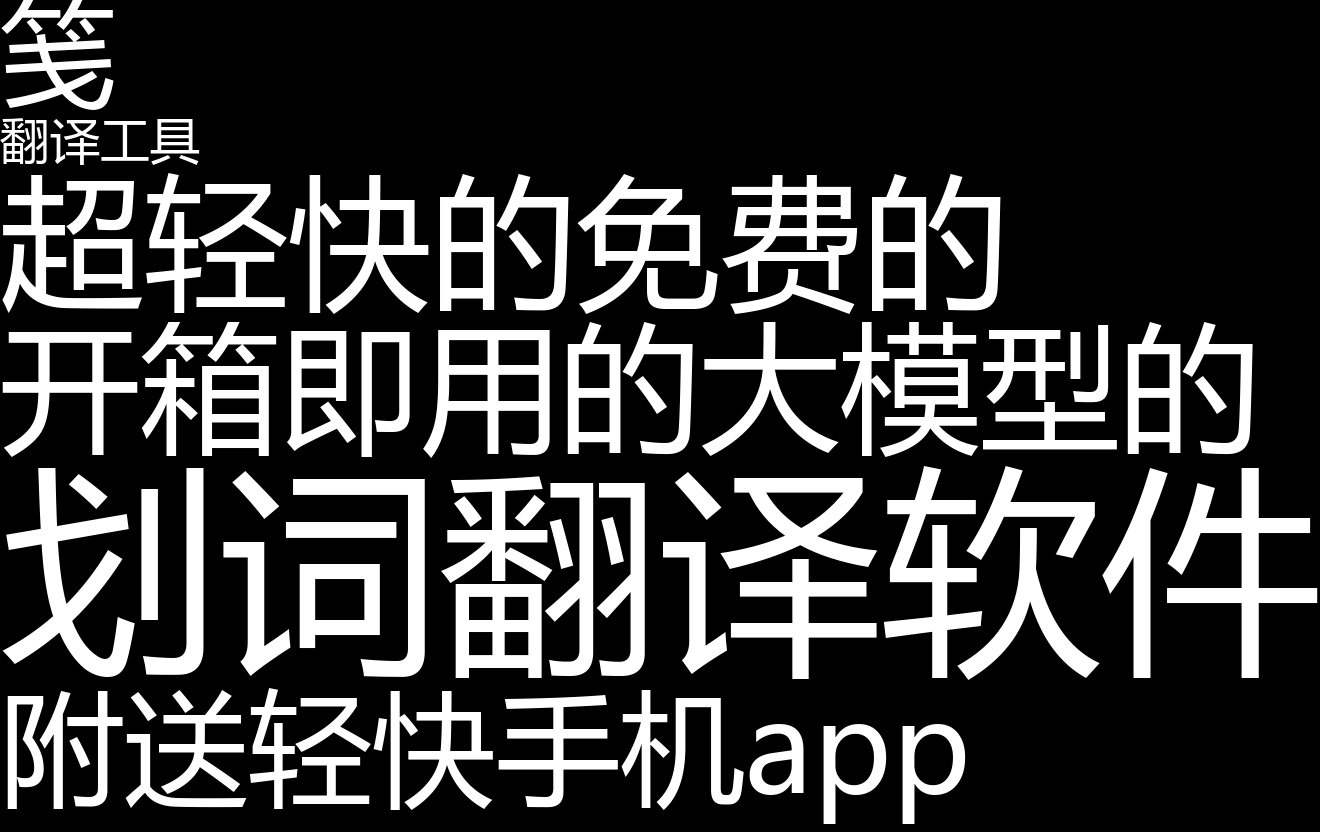 笺
翻译工具
超轻快的免费的
开箱即用的大模型的
划词翻译软件
附送轻快手机app